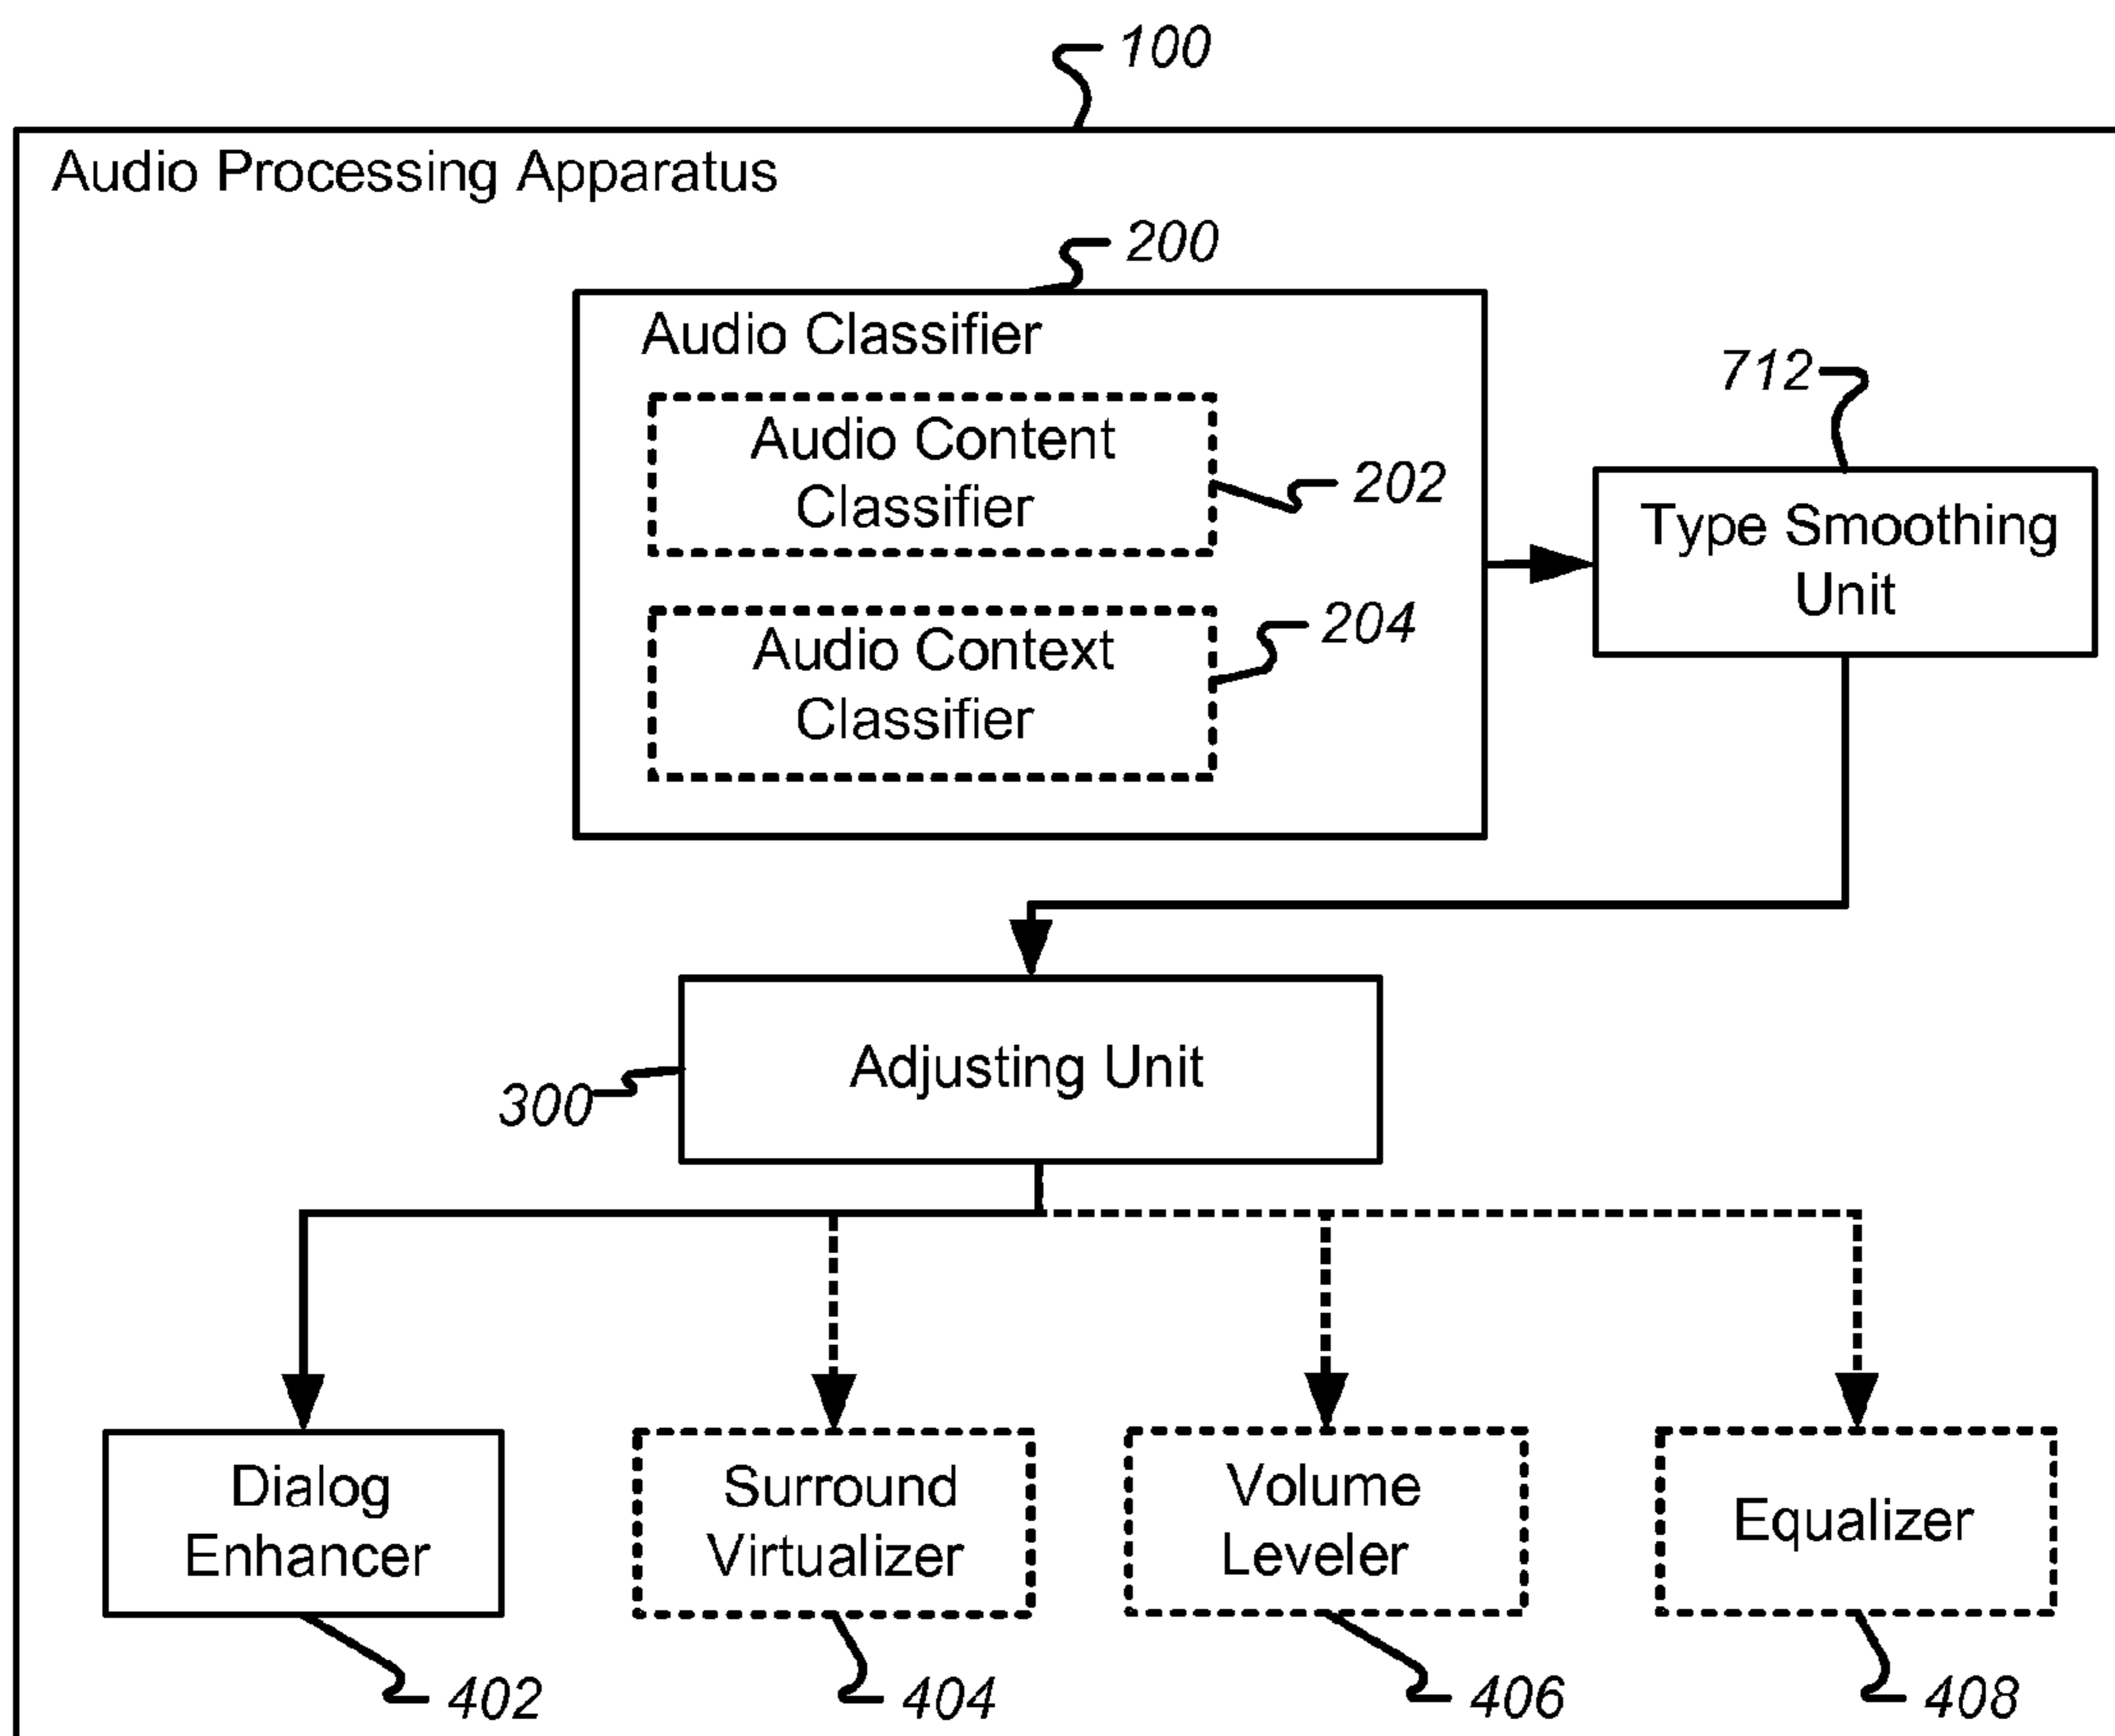 100
Audio Processing Apparatus
200
Audio Classifier
712
Audio Content
Classifier
202
Type Smoothing
Unit
204
Audio Context
Classifier
Adjusting Unit
300
Dialog
Enhancer
Surround
Virtualizer
Volume
Leveler
Equalizer
402
404
406
408